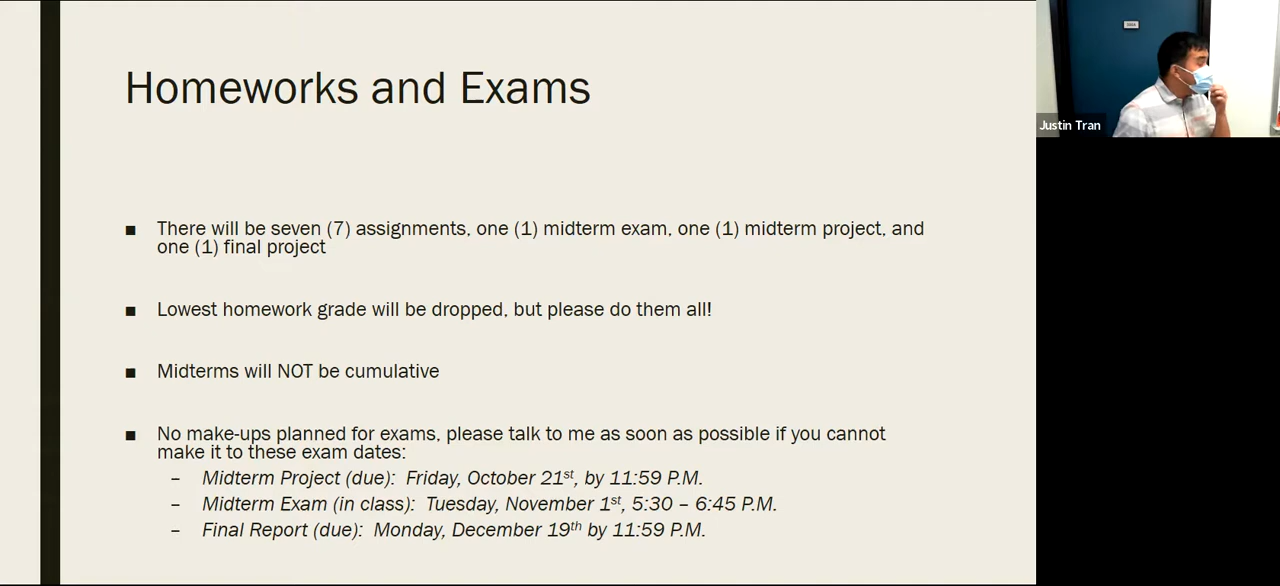 Homeworks and Exams
Justin Tran
■ There will be seven (7) assignments, one (1) midterm exam, one (1) midterm project, and
one (1) final project
■ Lowest homework grade will be dropped, but please do them all!
■ Midterms will NOT be cumulative
■ No make-ups planned for exams, please talk to me as soon as possible if you cannot
make it to these exam dates:
– Midterm Project (due): Friday, October 21st, by 11:59 P.M.
– Midterm Exam (in class): Tuesday, November 1st, 5:30 – 6:45 P.M.
– Final Report (due): Monday, December 19th by 11:59 P.M.